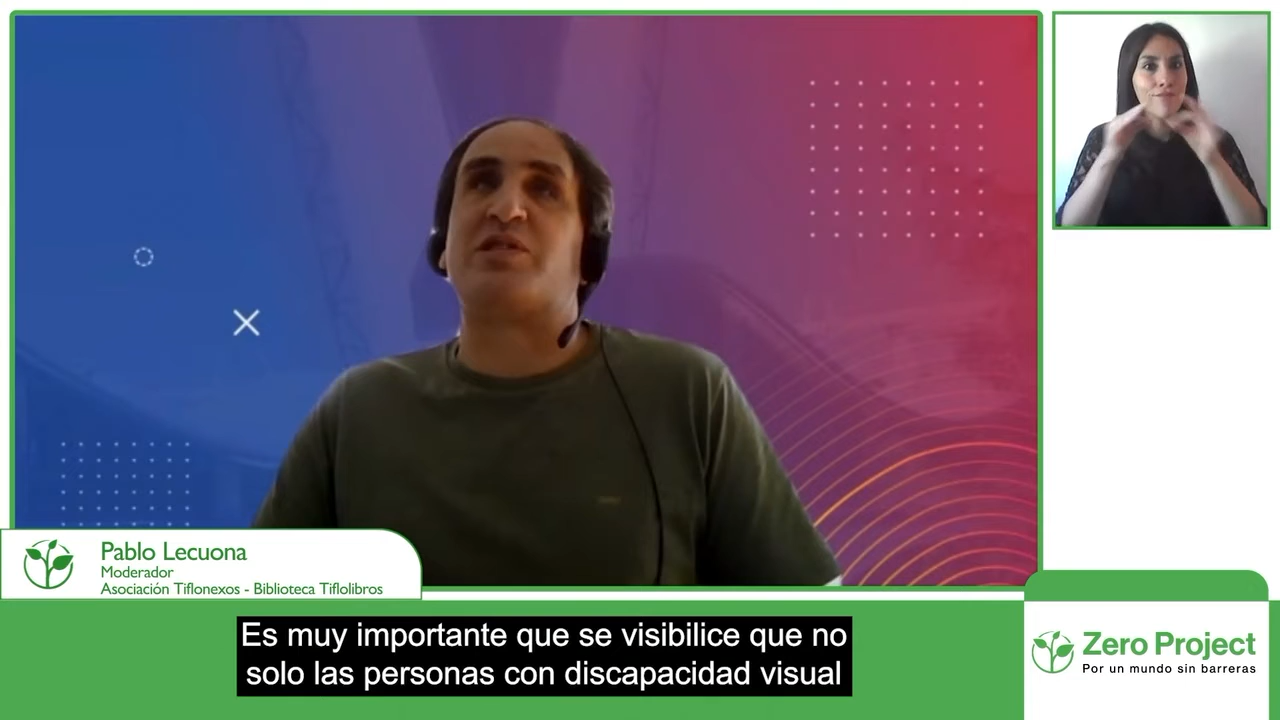 Pablo Lecuona
Moderador
Asociación Tiflonexos - Biblioteca Tiflolibros
Es muy importante que se visibilice que no
solo las personas con discapacidad visual
Zero Project
Por un mundo sin barreras